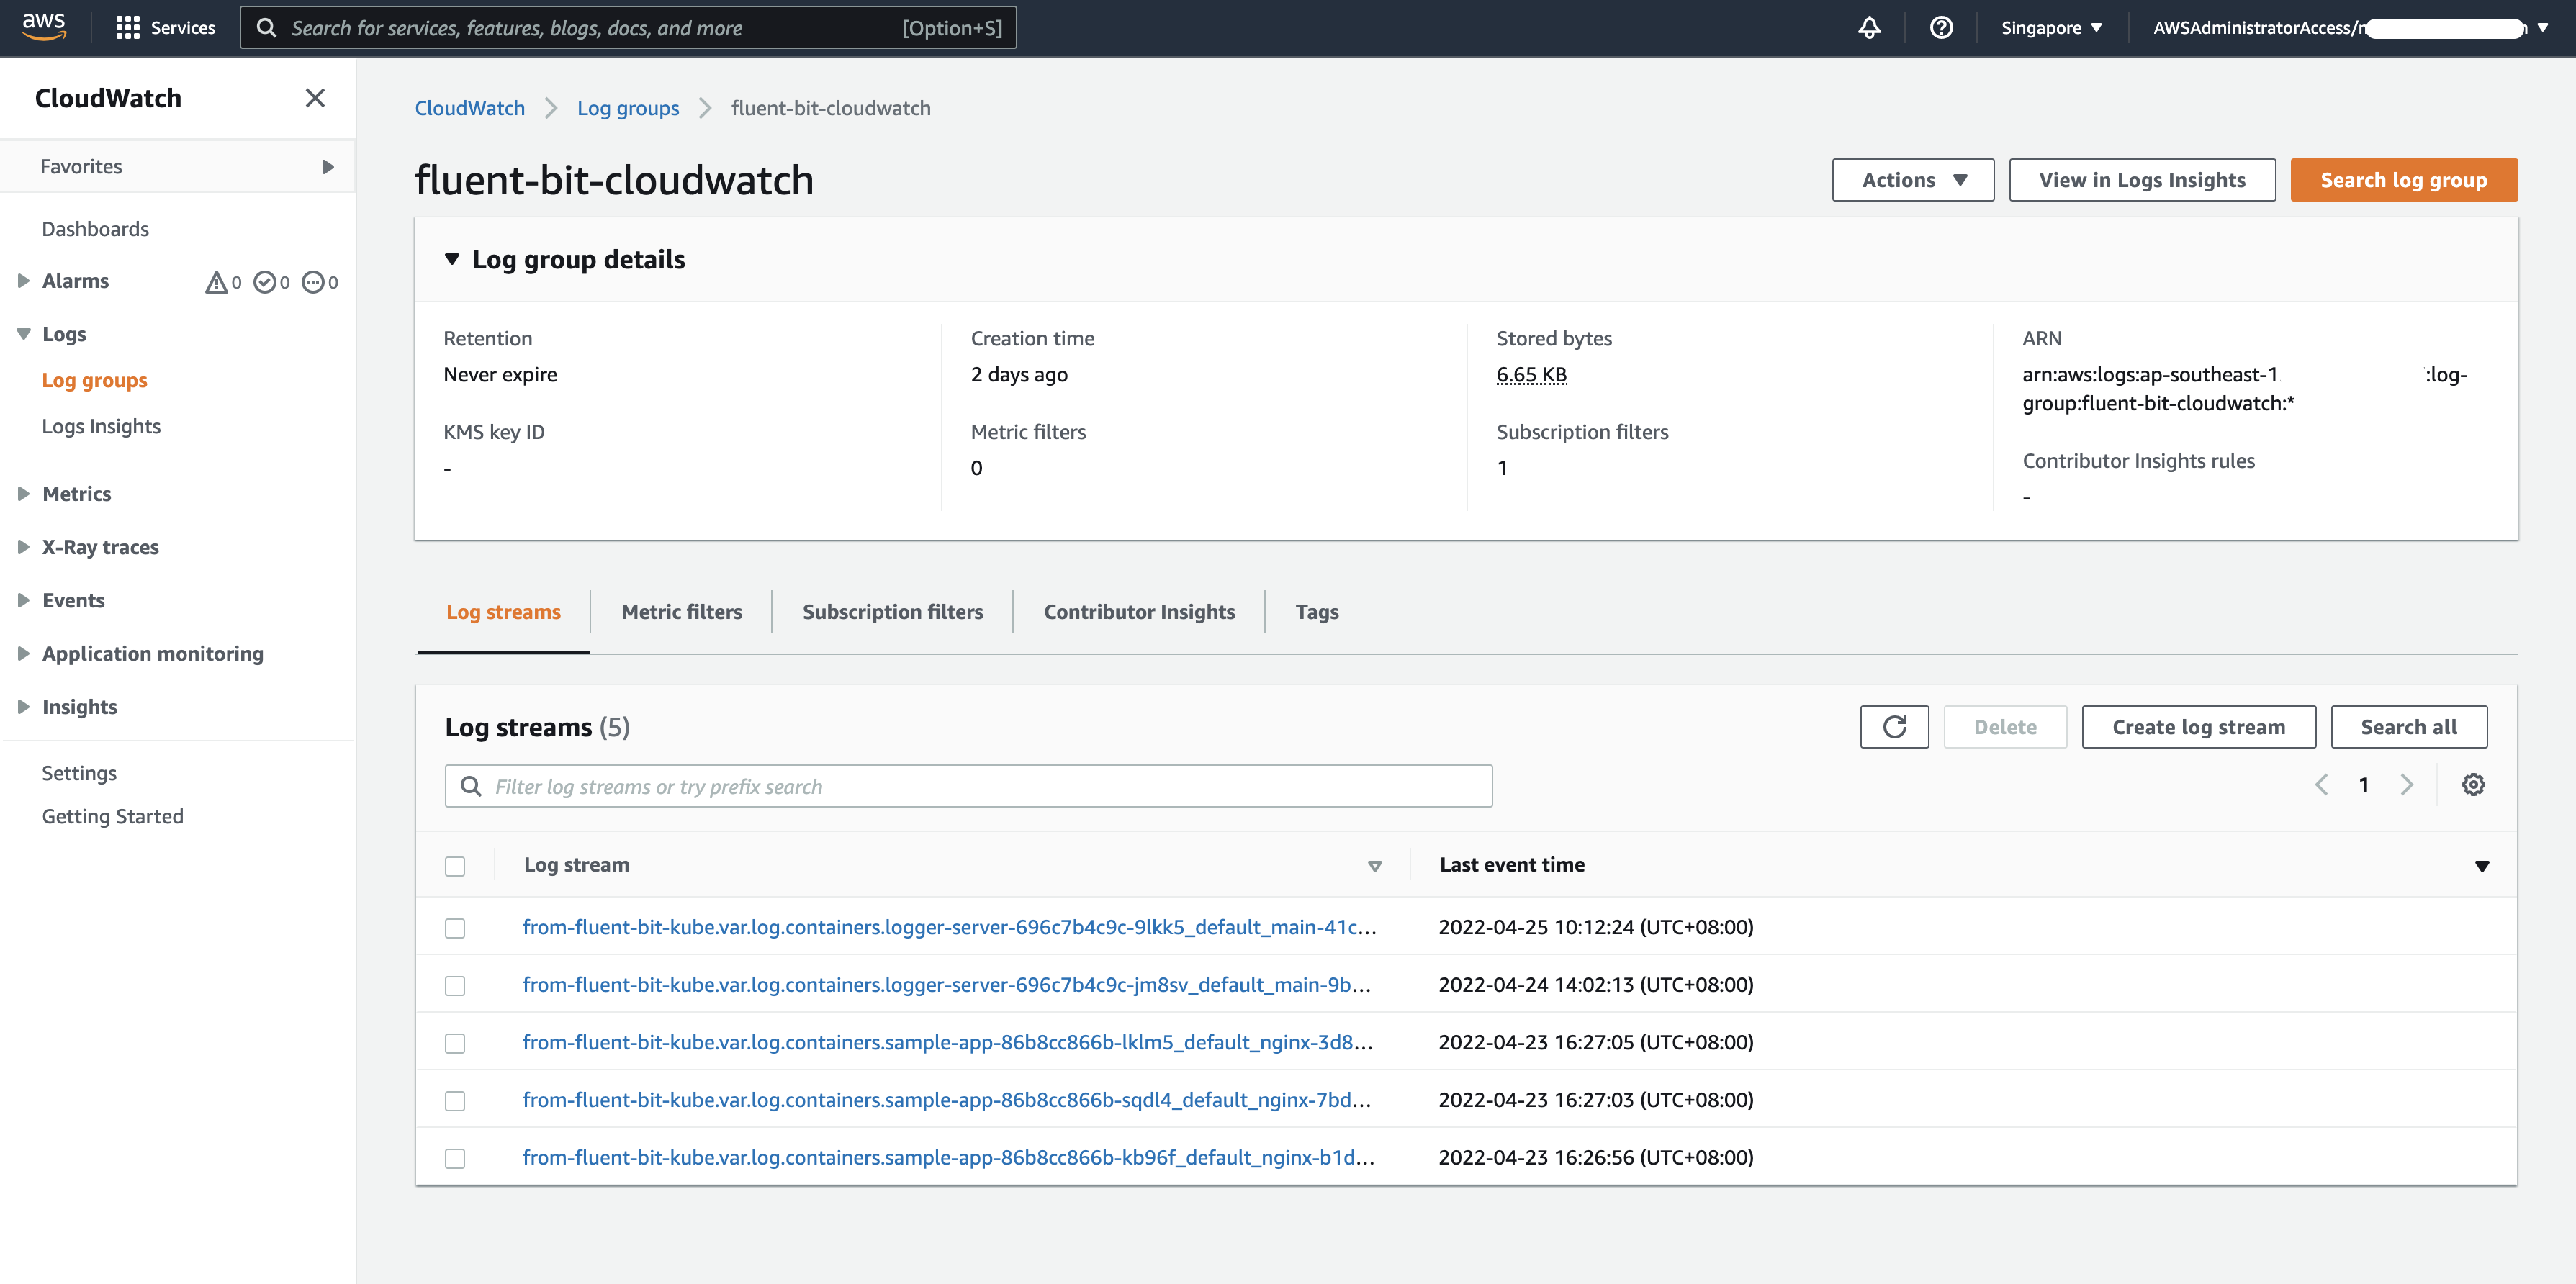 aws Services Search for services, features, blogs, docs, and more [Option+S] Singapore AWSAdministratorAccess/
CloudWatch
Favorites
Dashboards
Alarms 0 0 0
Logs
Log groups
Logs Insights
Metrics
X-Ray traces
Events
Application monitoring
Insights
Settings
Getting Started
CloudWatch Log groups fluent-bit-cloudwatch
fluent-bit-cloudwatch
Actions View in Logs Insights Search log group
Log group details
Retention
Never expire
KMS key ID
-
Creation time
2 days ago
Metric filters
0
Stored bytes
6.65 KB
Subscription filters
1
ARN
arn:aws:logs:ap-southeast-1 :log-
group:fluent-bit-cloudwatch:*
Contributor Insights rules
-
Log streams Metric filters Subscription filters Contributor Insights Tags
Log streams (5)
Delete Create log stream Search all
Filter log streams or try prefix search
1
Log stream Last event time
from-fluent-bit-kube.var.log.containers.logger-server-696c7b4c9c-9lkk5_default_main-41c... 2022-04-25 10:12:24 (UTC+08:00)
from-fluent-bit-kube.var.log.containers.logger-server-696c7b4c9c-jm8sv_default_main-9b... 2022-04-24 14:02:13 (UTC+08:00)
from-fluent-bit-kube.var.log.containers.sample-app-86b8cc866b-lklm5_default_nginx-3d8... 2022-04-23 16:27:05 (UTC+08:00)
from-fluent-bit-kube.var.log.containers.sample-app-86b8cc866b-sqdl4_default_nginx-7bd... 2022-04-23 16:27:03 (UTC+08:00)
from-fluent-bit-kube.var.log.containers.sample-app-86b8cc866b-kb96f_default_nginx-b1d... 2022-04-23 16:26:56 (UTC+08:00)